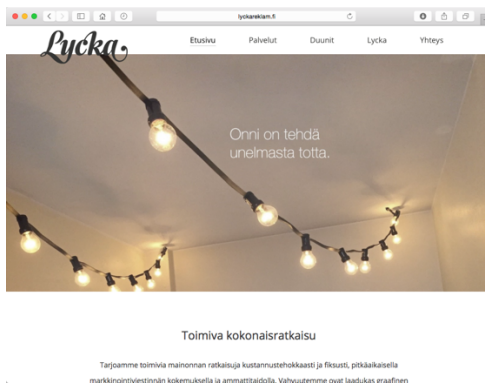 lyckareklam.fi
Lycka
Etusivu Palvelut Duunit Lycka Yhteys
Onni on tehdä
unelmasta totta.
Toimiva kokonaisratkaisu
Tarjoamme toimivia mainonnan ratkaisuja kustannustehokkaasti ja fiksusti, pitkäaikaisella
markkinointiviestinnän kokemuksella ja ammattitaidolla. Vahvuutemme ovat laadukas graafinen